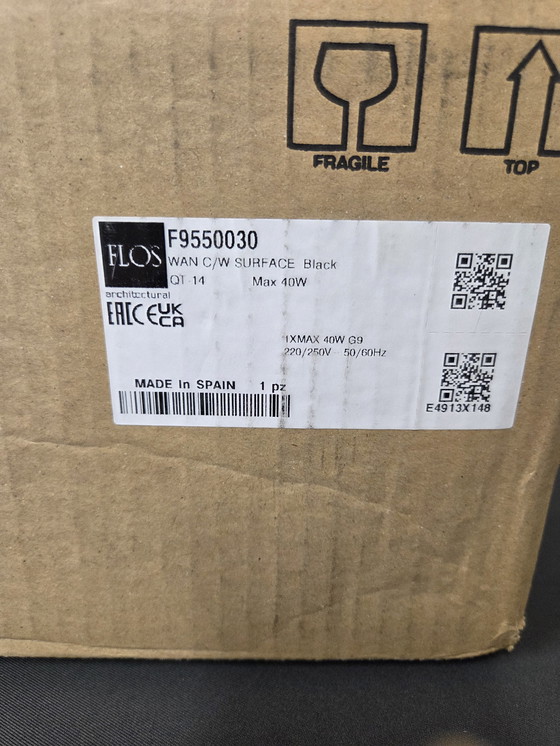 FRAGILE
TOP
FLOS
architectural
F9550030
WAN C/W SURFACE Black
QT 14 Max 40W
EAC CE UK
CA
1XMAX 40W G9
220/250V 50/60Hz
MADE In SPAIN 1 pz
E4913X148